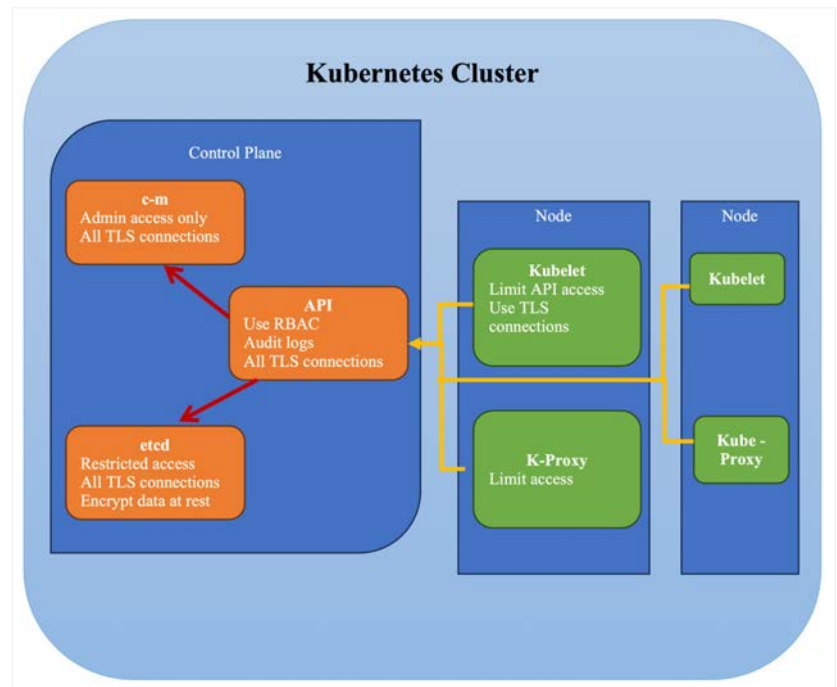 Kubernetes Cluster
Control Plane
c-m
Admin access only
All TLS connections
API
Use RBAC
Audit logs
All TLS connections
etcd
Restricted access
All TLS connections
Encrypt data at rest
Node
Kubelet
Limit API access
Use TLS
connections
K-Proxy
Limit access
Node
Kubelet
Kube -
Proxy